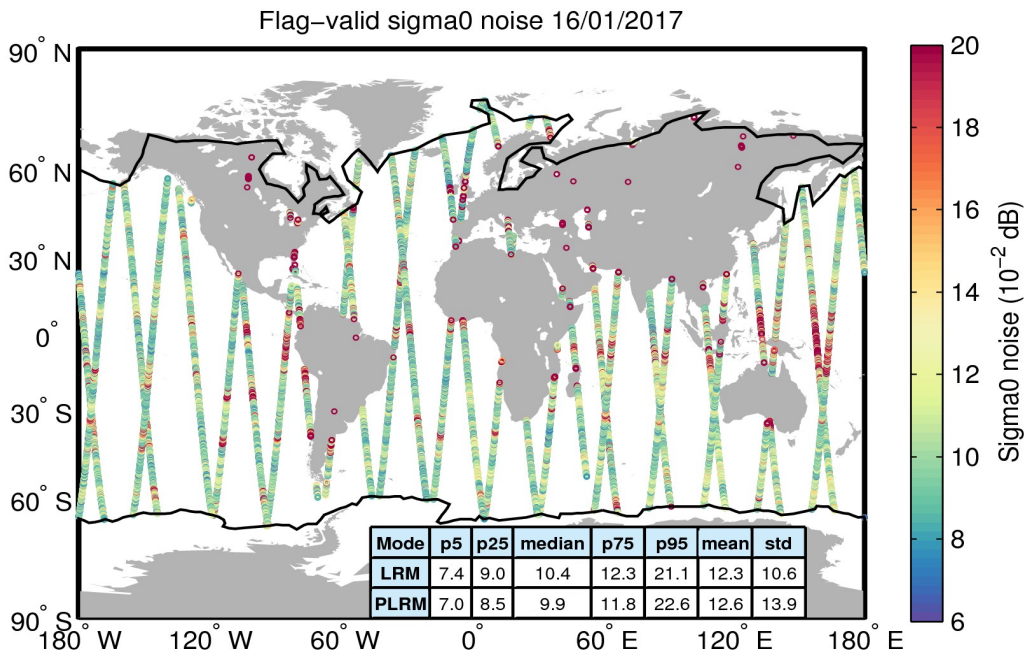 Flag−valid sigma0 noise 16/01/2017
90° N
60° N
30° N
0°
30° S
60° S
90° S
180° W 120° W 60° W 0° 60° E 120° E 180° E
Mode p5 p25 median p75 p95 mean std
LRM 7.4 9.0 10.4 12.3 21.1 12.3 10.6
PLRM 7.0 8.5 9.9 11.8 22.6 12.6 13.9
20
18
16
14
12
10
8
6
Sigma0 noise (10⁻² dB)